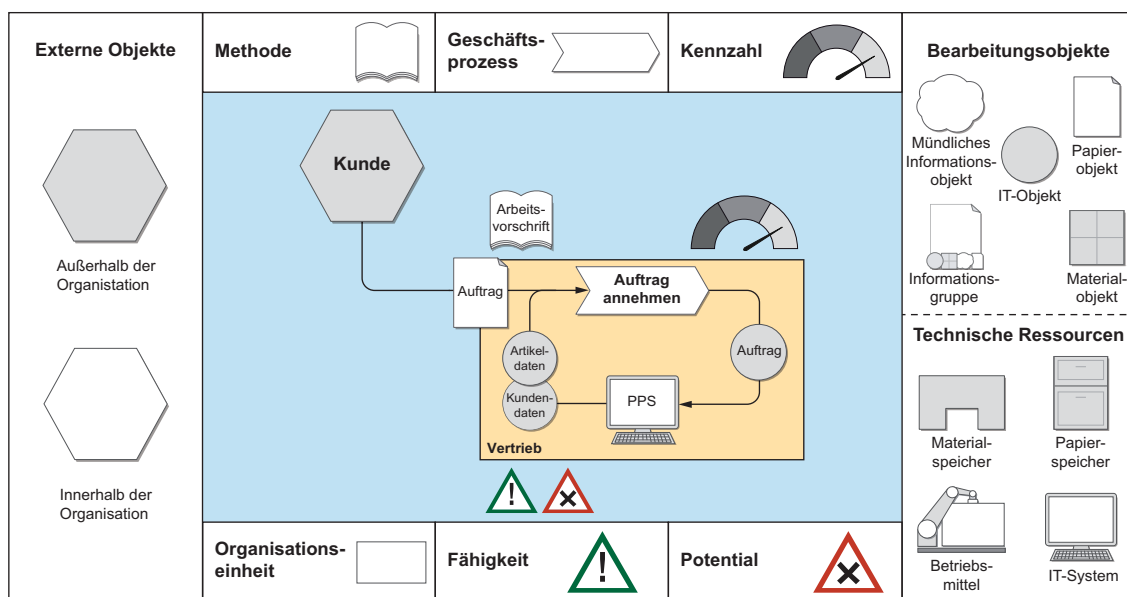 Externe Objekte
Außerhalb der
Organistation
Innerhalb der
Organisation
Methode
Geschäfts-
prozess
Kennzahl
Kunde
Arbeits-
vorschrift
Auftrag
Auftrag
annehmen
Artikel-
daten
Auftrag
Kunden-
daten
PPS
Vertrieb
!
×
Organisations-
einheit
Fähigkeit
!
Potential
×
Bearbeitungsobjekte
Mündliches
Informations-
objekt
IT-Objekt
Papier-
objekt
Informations-
gruppe
Material-
objekt
Technische Ressourcen
Material-
speicher
Papier-
speicher
Betriebs-
mittel
IT-System